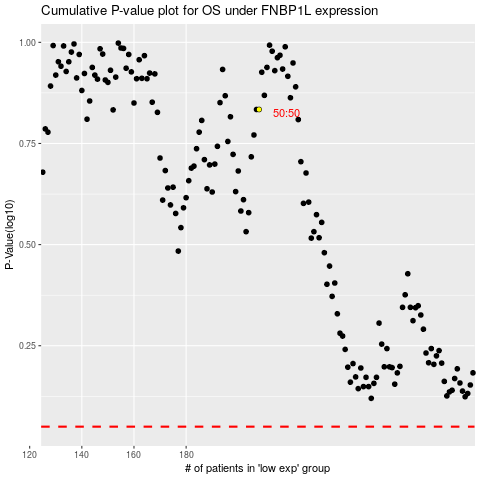 Cumulative P-value plot for OS under FNBP1L expression
P-Value(log10)
1.00
0.75
0.50
0.25
50:50
120 140 160 180
# of patients in 'low exp' group